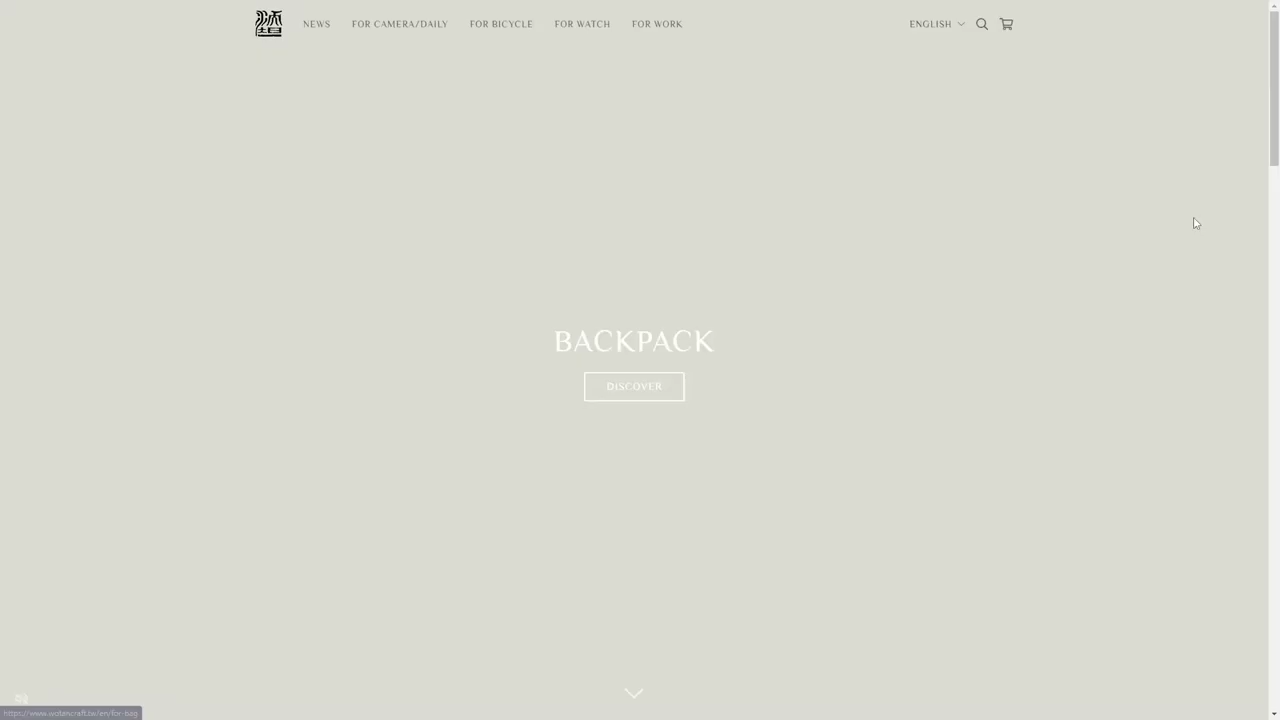 NEWS FOR CAMERA/DAILY FOR BICYCLE FOR WATCH FOR WORK ENGLISH
BACKPACK
DISCOVER
https://www.wotancraft.tw/en/for-bag